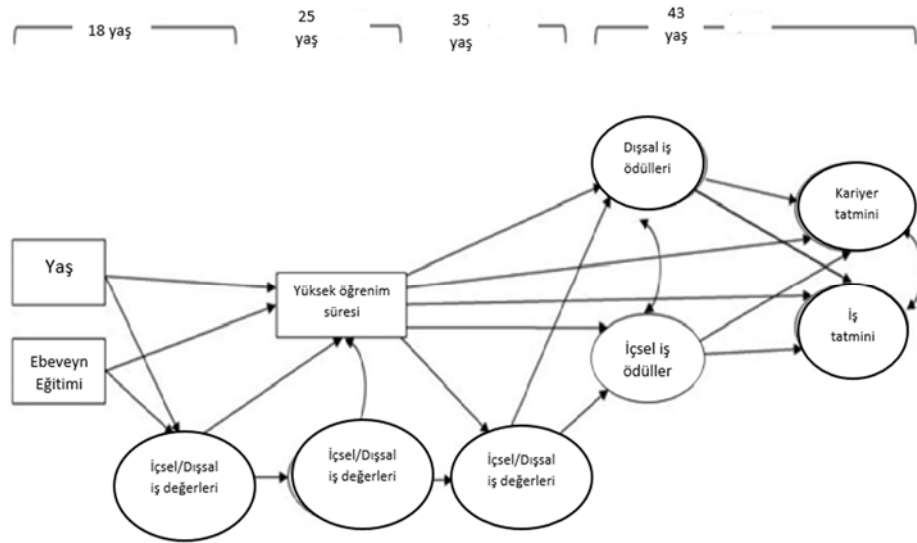 18 yaş
25
yaş
35
yaş
43
yaş
Dışsal iş
ödülleri
Kariyer
tatmini
Yaş
Yüksek öğrenim
süresi
İş
tatmini
Ebeveyn
Eğitimi
İçsel iş
ödüller
İçsel/Dışsal
iş değerleri
İçsel/Dışsal
iş değerleri
İçsel/Dışsal
iş değerleri